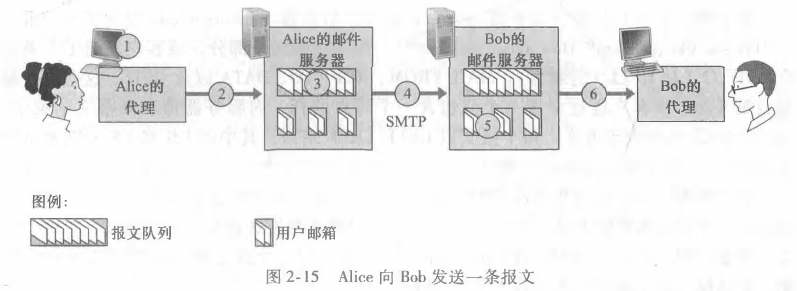 1
Alice的
代理
2
Alice的邮件
服务器
3
4
SMTP
Bob的
邮件服务器
5
6
Bob的
代理
图例:
报文队列
用户邮箱
图 2-15 Alice 向 Bob 发送一条报文